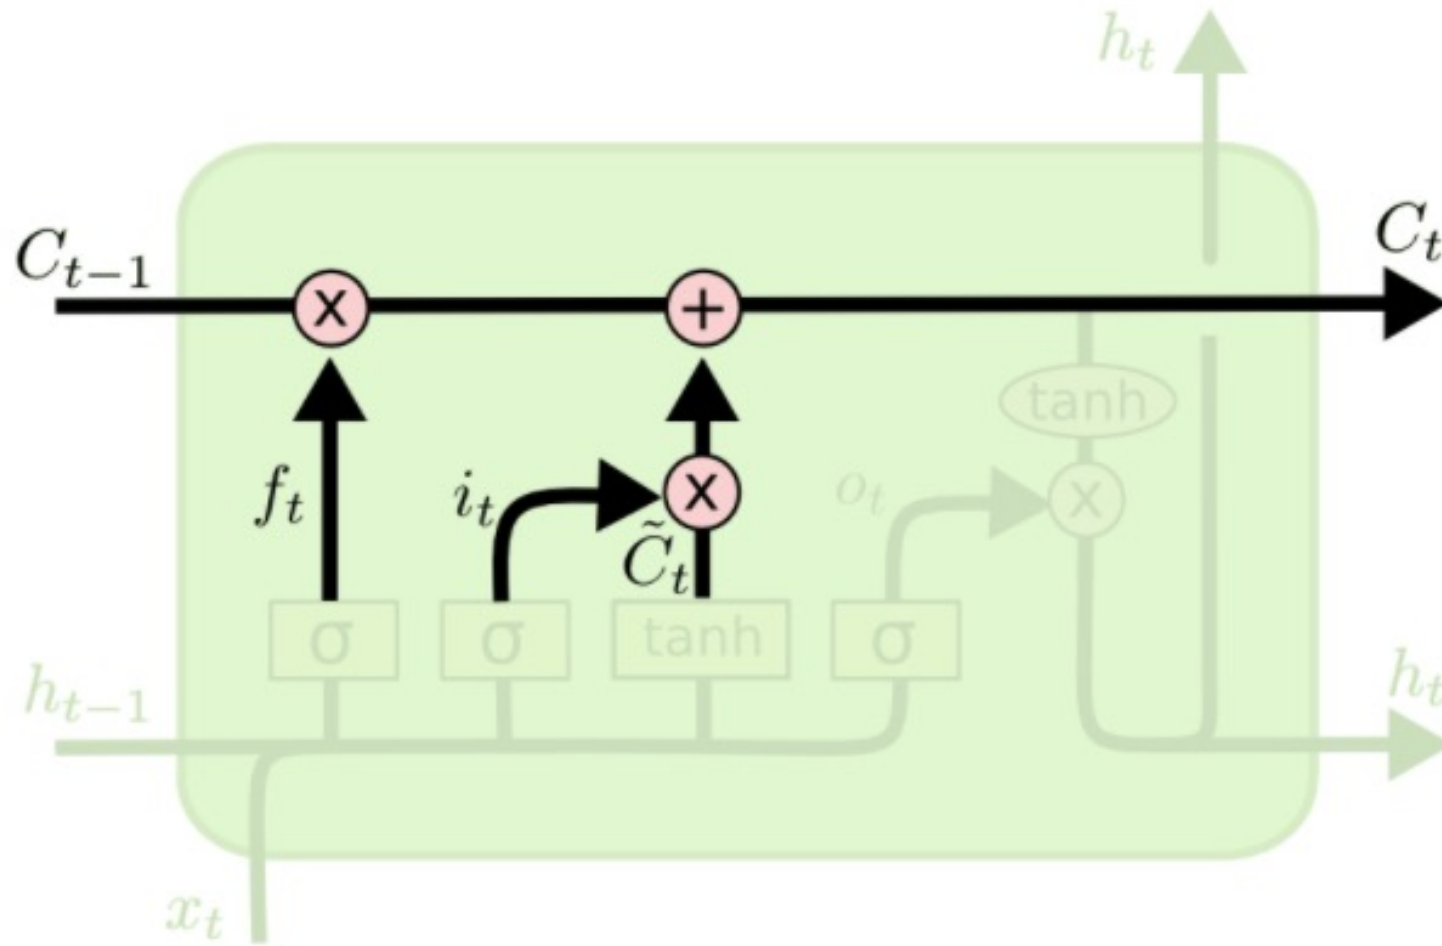 h_t
C_{t-1}
C_t
x
+
tanh
f_t
i_t
x
o_t
x
C̃_t
σ
σ
tanh
σ
h_{t-1}
h_t
x_t